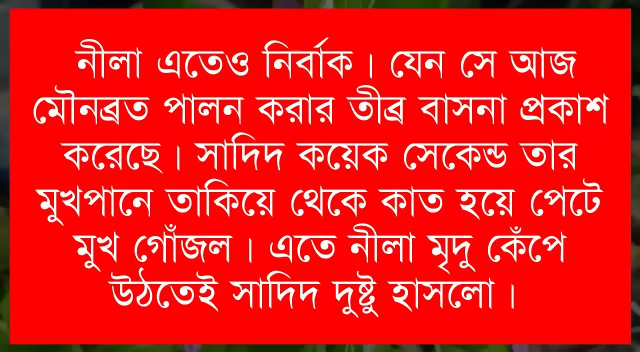 নীলা এতেও নির্বাক। যেন সে আজ
মৌনব্রত পালন করার তীব্র বাসনা প্রকাশ
করেছে। সাদিদ কয়েক সেকেন্ড তার
মুখপানে তাকিয়ে থেকে কাত হয়ে পেটে
মুখ গোঁজল। এতে নীলা মৃদু কেঁপে
উঠতেই সাদিদ দুষ্টু হাসলো।